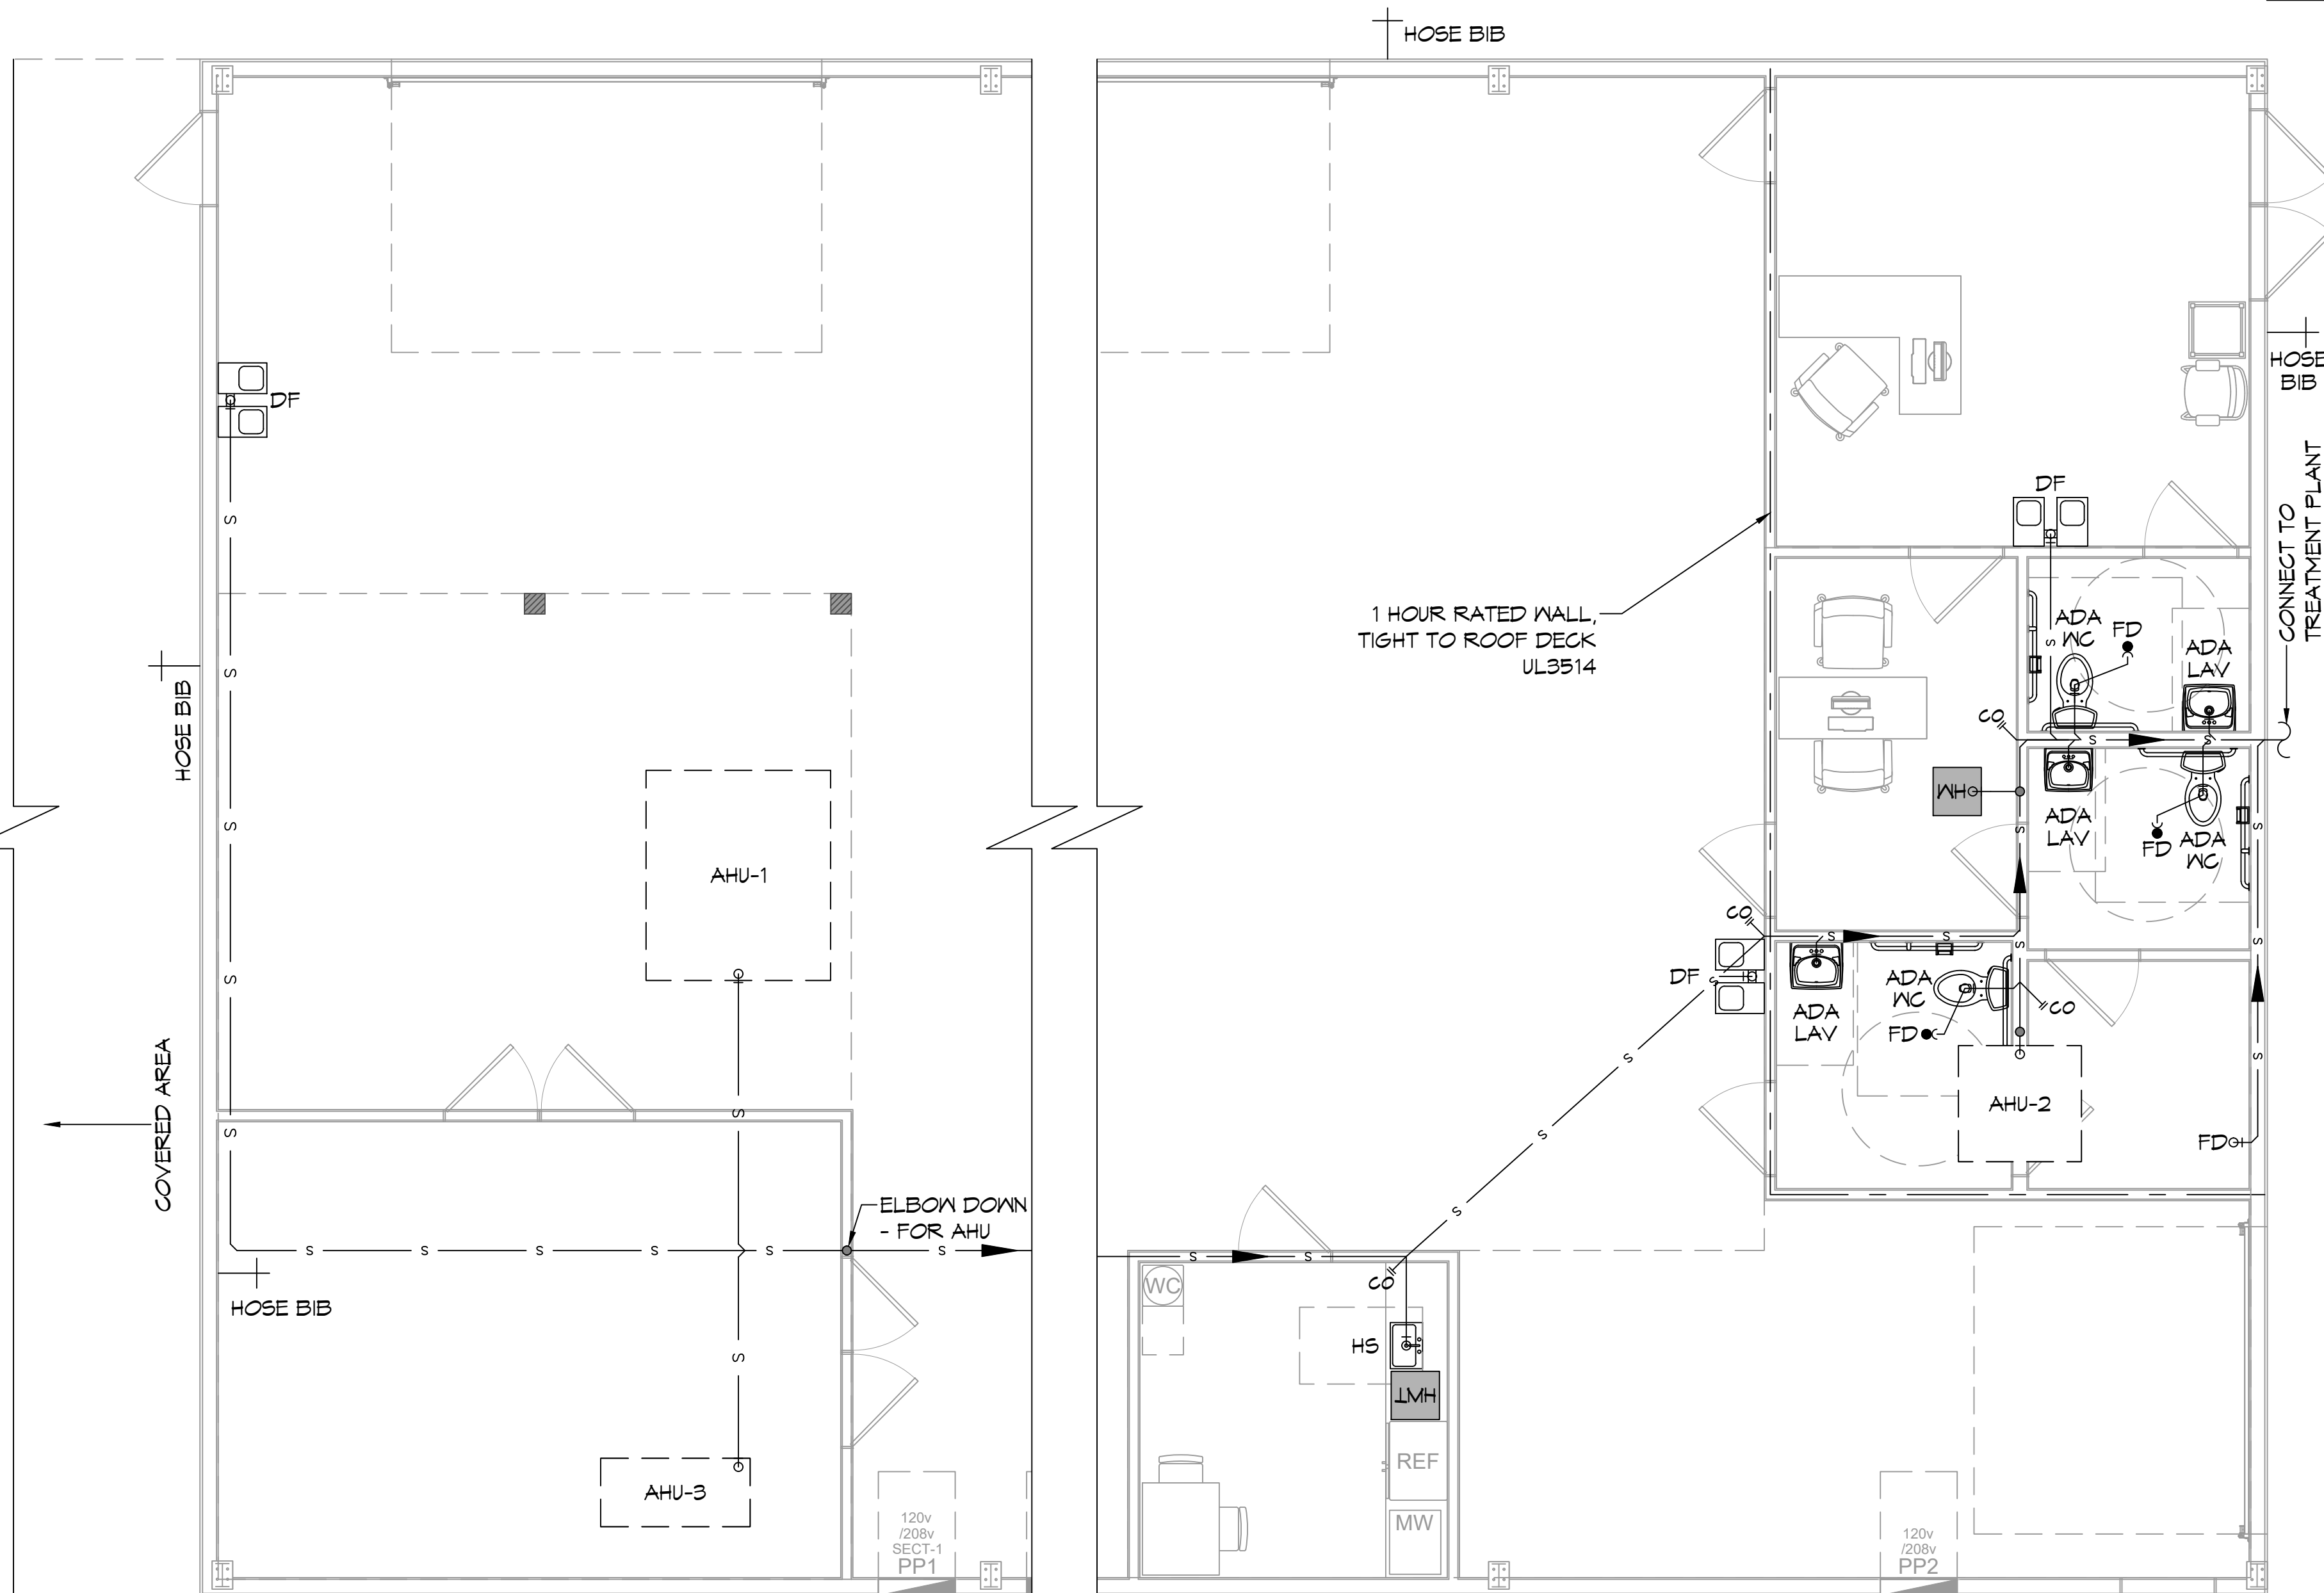 HOSE BIB
DF
S
S
S
S
S
HOSE BIB
AHU-1
COVERED AREA
S
S
ELBOW DOWN
- FOR AHU
S
S
S
S
S
S
HOSE BIB
AHU-3
120v
/208v
SECT-1
PP1
1 HOUR RATED WALL,
TIGHT TO ROOF DECK
UL3514
HOSE
BIB
CONNECT TO
TREATMENT PLANT
DF
S
ADA
WC
FD
ADA
LAV
CO
S
S
WH
ADA
LAV
FD
ADA
WC
S
S
S
S
S
CO
S
S
DF
S
ADA
LAV
ADA
WC
FD
CO
AHU-2
FD
S
S
S
S
S
CO
WC
HS
HWT
REF
MW
120v
/208v
PP2